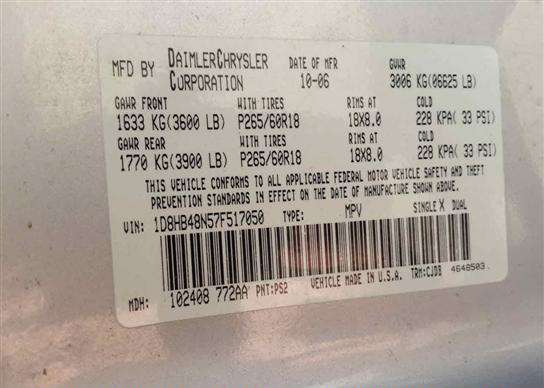 MFD BY DAIMLERCHRYSLER CORPORATION DATE OF MFR 10-06 GVWR 3006 KG(06625 LB)
GAWR FRONT WITH TIRES RIMS AT COLD
1633 KG(3600 LB) P265/60R18 18X8.0 228 KPA( 33 PSI)
GAWR REAR WITH TIRES RIMS AT COLD
1770 KG(3900 LB) P265/60R18 18X8.0 228 KPA( 33 PSI)
THIS VEHICLE CONFORMS TO ALL APPLICABLE FEDERAL MOTOR VEHICLE SAFETY AND THEFT
PREVENTION STANDARDS IN EFFECT ON THE DATE OF MANUFACTURE SHOWN ABOVE.
VIN: 1D8HB48N57F517050 TYPE: MPV SINGLE X DUAL
MDH: 102408 772AA PNT:PS2 VEHICLE MADE IN U.S.A. TRM:CJDB 4648503